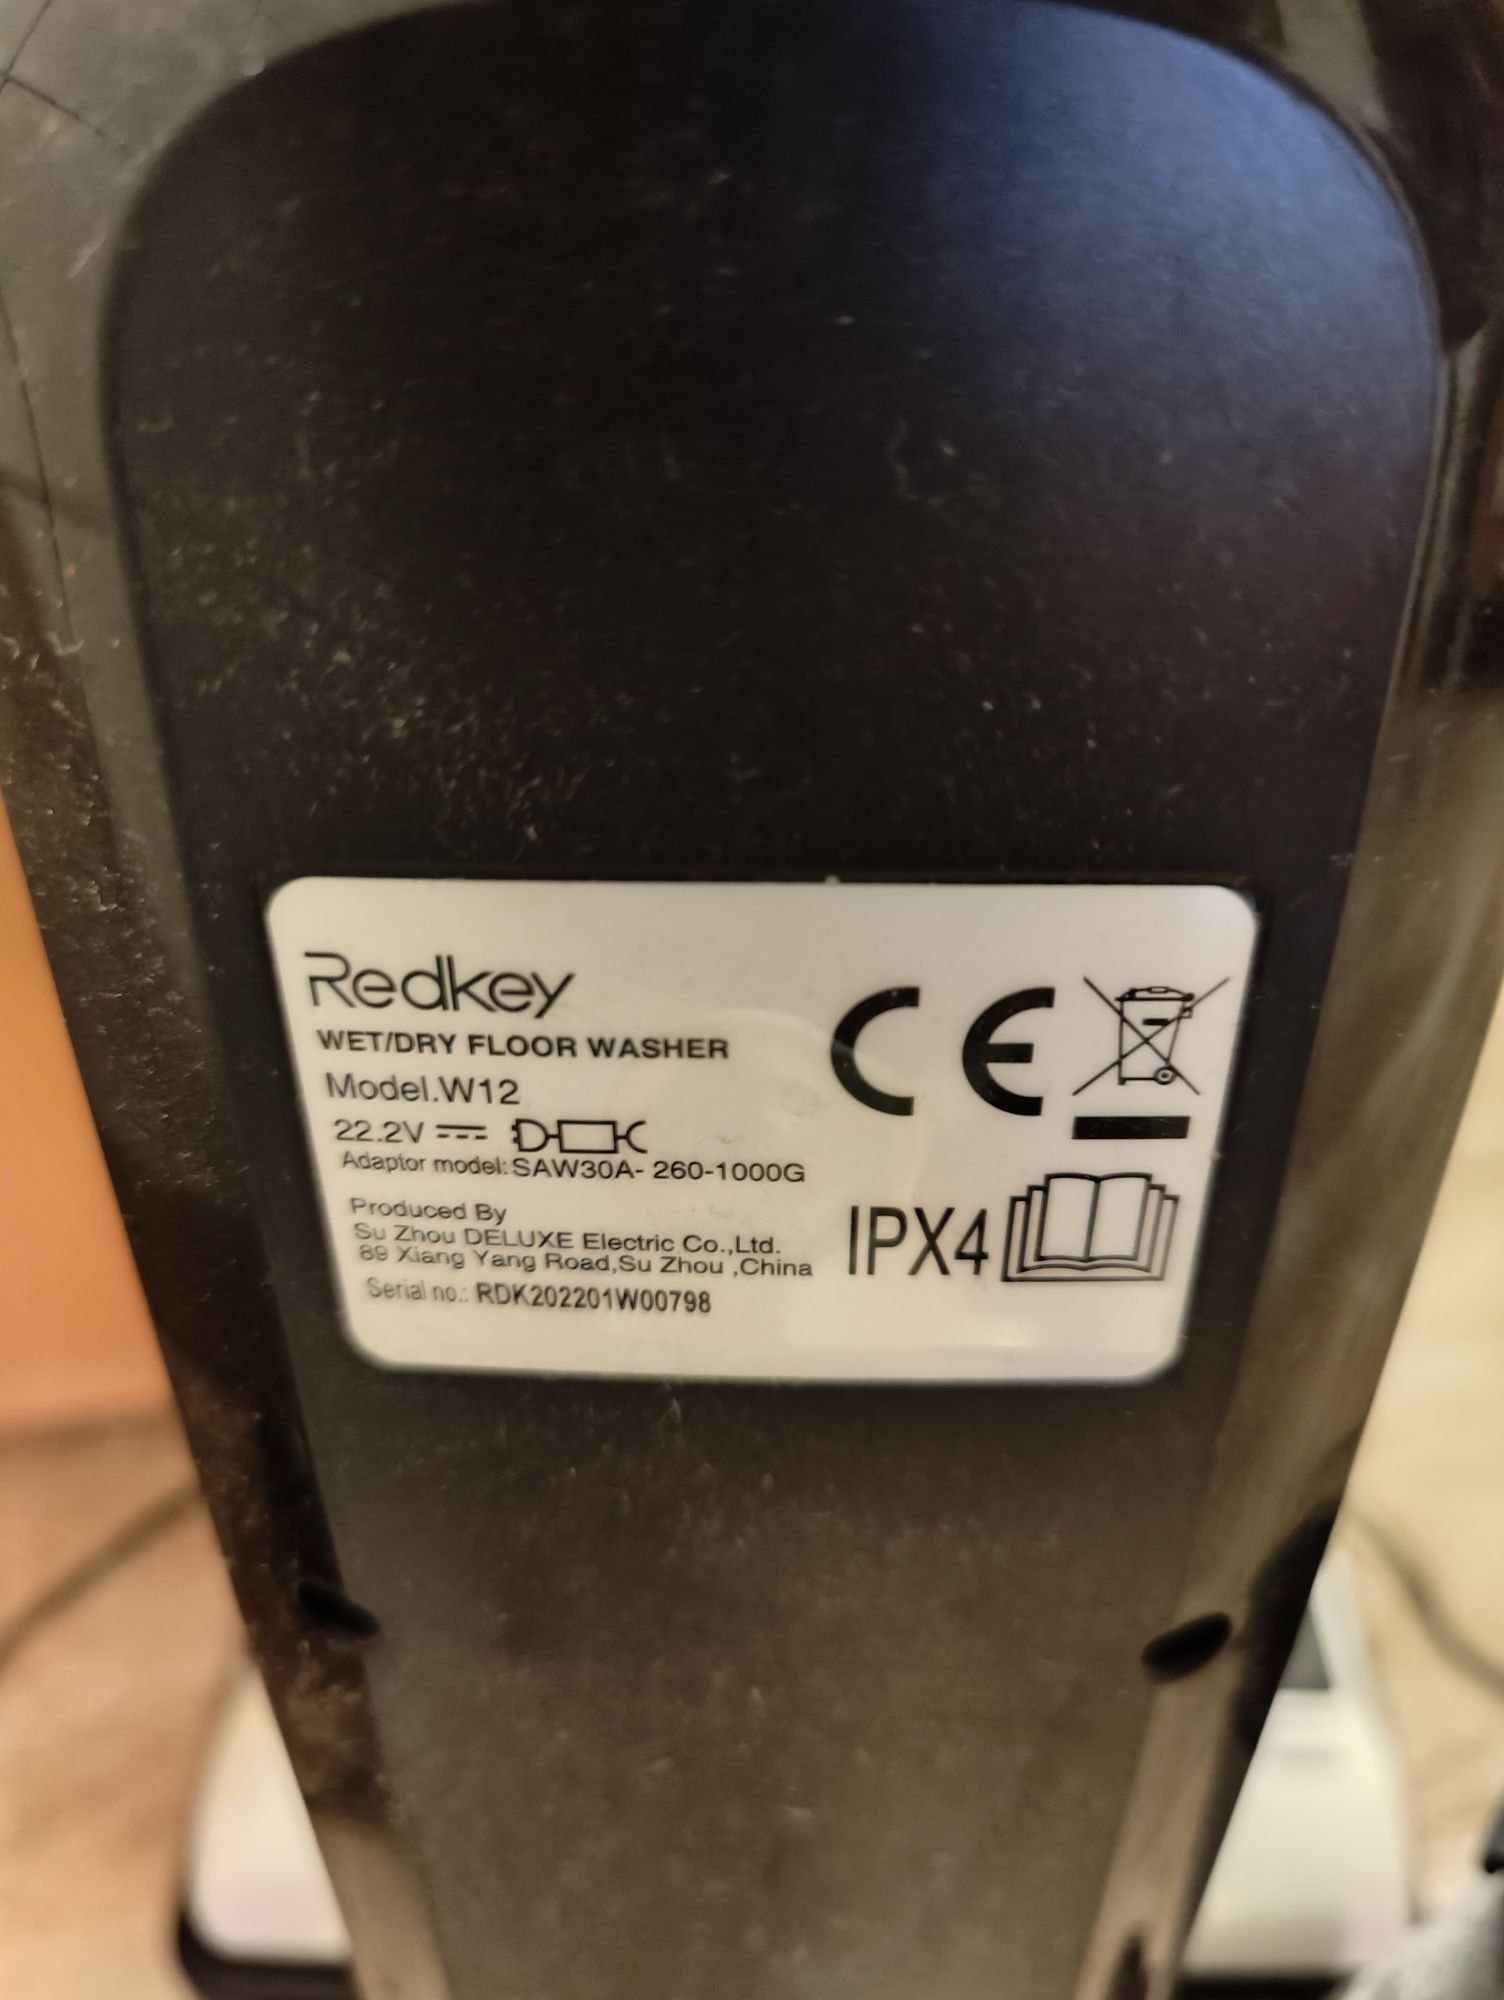 Redkey
WET/DRY FLOOR WASHER
Model.W12
22.2V
Adaptor model: SAW30A- 260-1000G
Produced By
Su Zhou DELUXE Electric Co.,Ltd.
89 Xiang Yang Road,Su Zhou ,China
Serial no.: RDK202201W00798
CE
IPX4